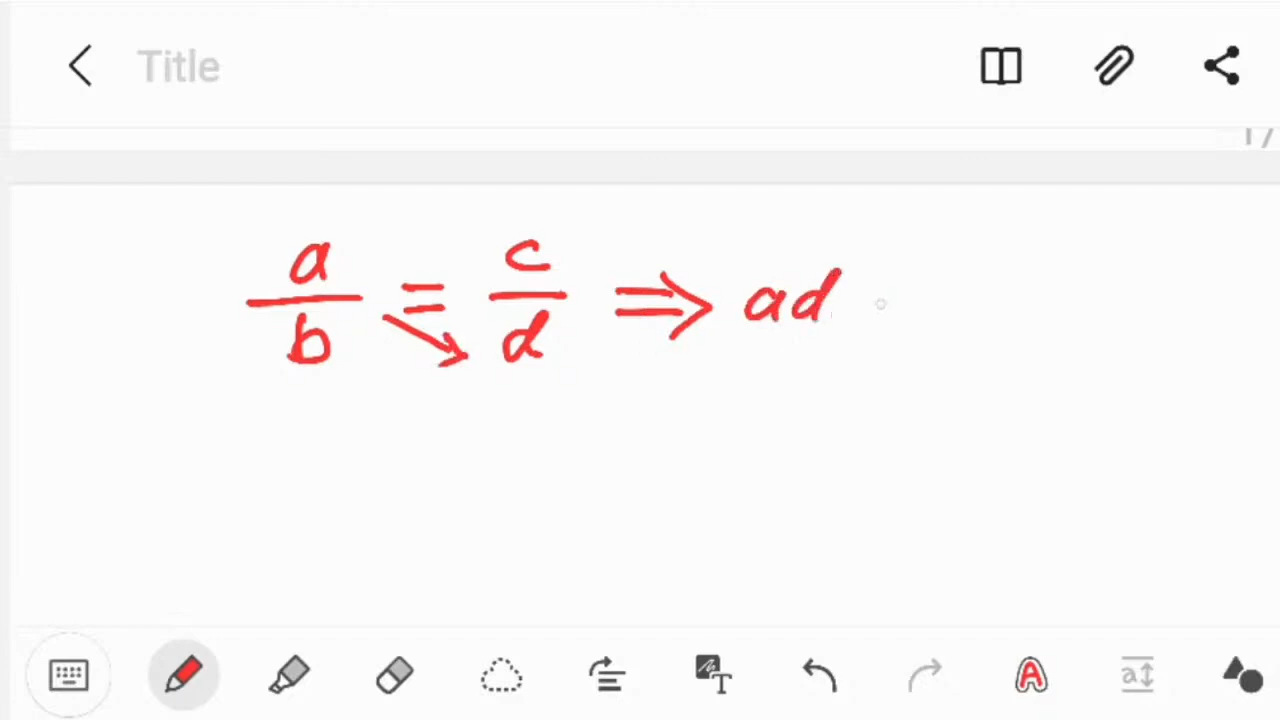 Title
a/b = c/d ⇒ ad